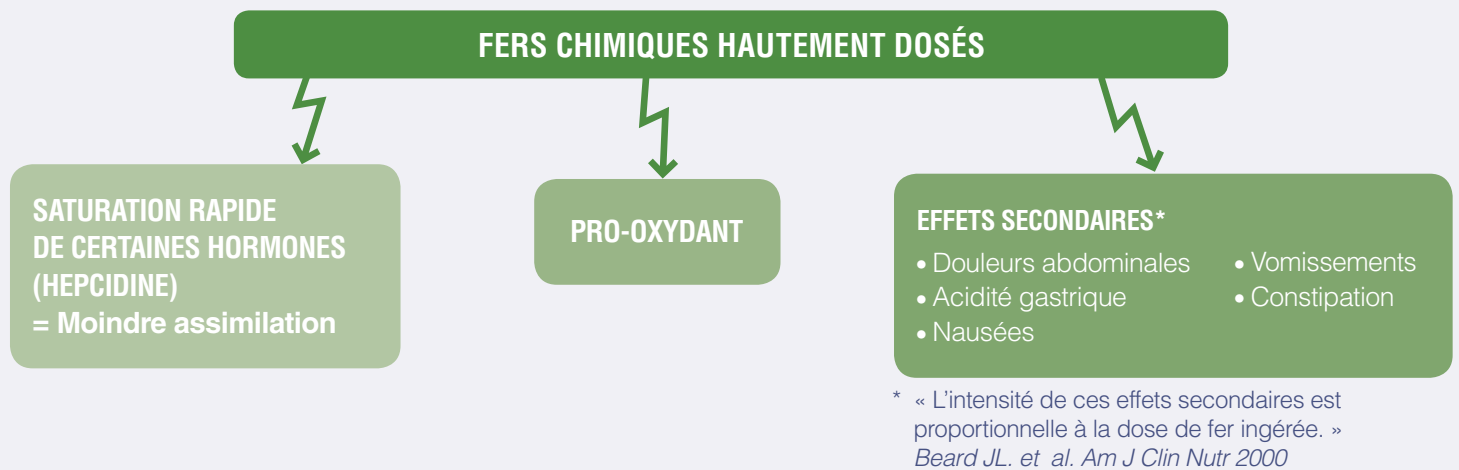 FERS CHIMIQUES HAUTEMENT DOSÉS
SATURATION RAPIDE
DE CERTAINES HORMONES
(HEPCIDINE)
= Moindre assimilation
PRO-OXYDANT
EFFETS SECONDAIRES*
• Douleurs abdominales
• Acidité gastrique
• Nausées
• Vomissements
• Constipation
* « L'intensité de ces effets secondaires est
proportionnelle à la dose de fer ingérée. »
Beard JL. et al. Am J Clin Nutr 2000